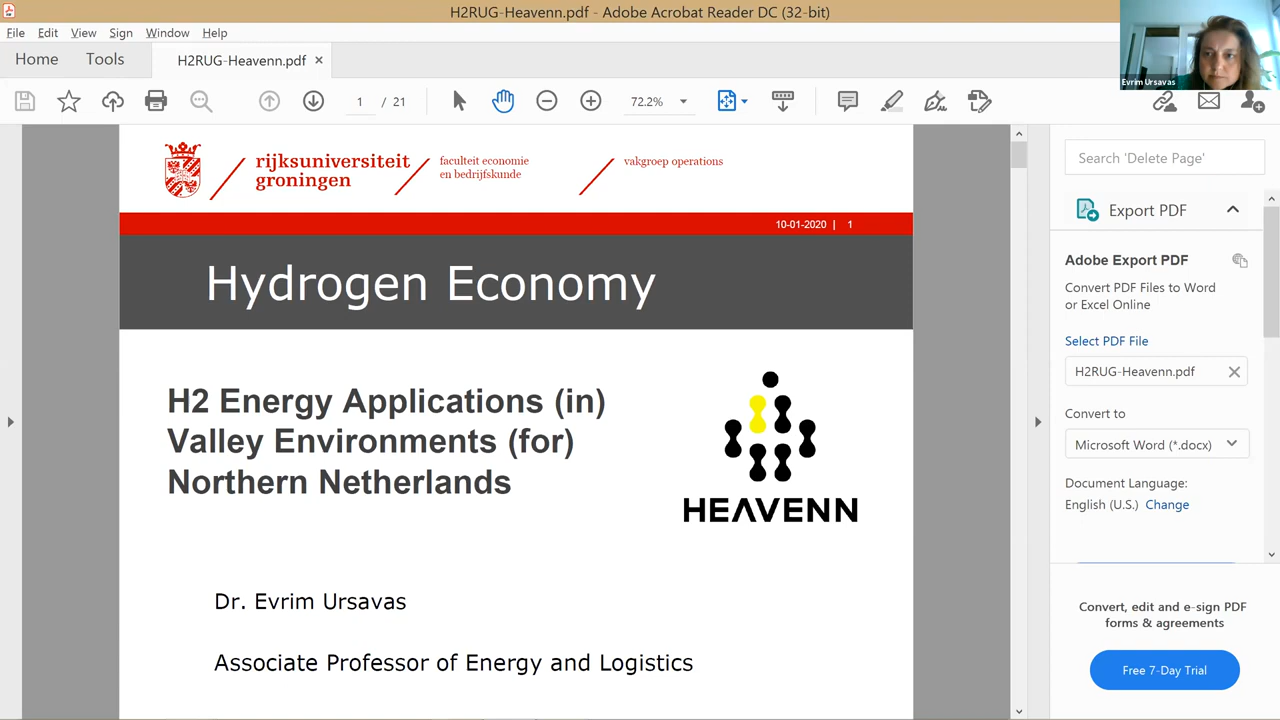 H2RUG-Heavenn.pdf - Adobe Acrobat Reader DC (32-bit)
File Edit View Sign Window Help
Home Tools H2RUG-Heavenn.pdf ×
1 / 21 72.2%
Evrim Ursavas
rijksuniversiteit
groningen
faculteit economie
en bedrijfskunde
vakgroep operations
10-01-2020 | 1
Hydrogen Economy
H2 Energy Applications (in)
Valley Environments (for)
Northern Netherlands
HEAVENN
Dr. Evrim Ursavas
Associate Professor of Energy and Logistics
Search 'Delete Page'
Export PDF
Adobe Export PDF
Convert PDF Files to Word
or Excel Online
Select PDF File
H2RUG-Heavenn.pdf
Convert to
Microsoft Word (*.docx)
Document Language:
English (U.S.) Change
Convert, edit and e-sign PDF
forms & agreements
Free 7-Day Trial